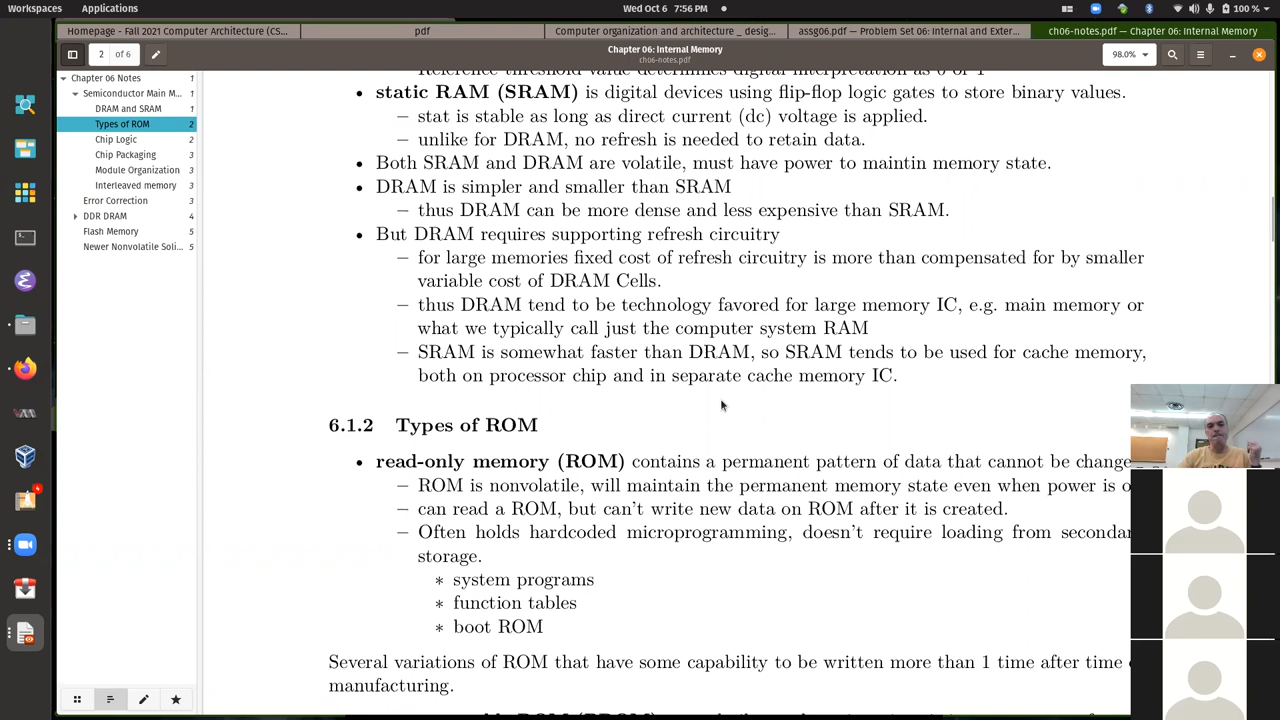 Workspaces Applications Wed Oct 6 7:56 PM 100 %
Homepage - Fall 2021 Computer Architecture (CS... pdf Computer organization and architecture _ desig... assg06.pdf — Problem Set 06: Internal and Exter... ch06-notes.pdf — Chapter 06: Internal Memory
2 of 6 Chapter 06: Internal Memory 98.0%
ch06-notes.pdf
Chapter 06 Notes 1
Semiconductor Main M... 1
DRAM and SRAM 1
Types of ROM 2
Chip Logic 2
Chip Packaging 3
Module Organization 3
Interleaved memory 3
Error Correction 3
DDR DRAM 4
Flash Memory 5
Newer Nonvolatile Soli... 5
– Reference threshold value determines digital interpretation as 0 or 1
• static RAM (SRAM) is digital devices using flip-flop logic gates to store binary values.
– stat is stable as long as direct current (dc) voltage is applied.
– unlike for DRAM, no refresh is needed to retain data.
• Both SRAM and DRAM are volatile, must have power to maintin memory state.
• DRAM is simpler and smaller than SRAM
– thus DRAM can be more dense and less expensive than SRAM.
• But DRAM requires supporting refresh circuitry
– for large memories fixed cost of refresh circuitry is more than compensated for by smaller
variable cost of DRAM Cells.
– thus DRAM tend to be technology favored for large memory IC, e.g. main memory or
what we typically call just the computer system RAM
– SRAM is somewhat faster than DRAM, so SRAM tends to be used for cache memory,
both on processor chip and in separate cache memory IC.
6.1.2 Types of ROM
• read-only memory (ROM) contains a permanent pattern of data that cannot be change
– ROM is nonvolatile, will maintain the permanent memory state even when power is o
– can read a ROM, but can't write new data on ROM after it is created.
– Often holds hardcoded microprogramming, doesn't require loading from secondar
storage.
∗ system programs
∗ function tables
∗ boot ROM
Several variations of ROM that have some capability to be written more than 1 time after time
manufacturing.